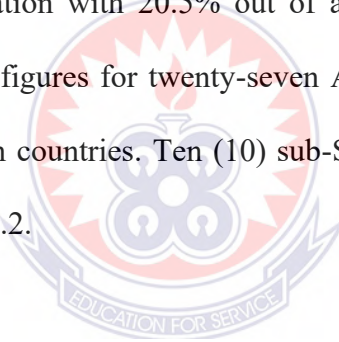 ation with 20.5% out of a
figures for twenty-seven A
n countries. Ten (10) sub-S
.2.
EDUCATION FOR SERVICE